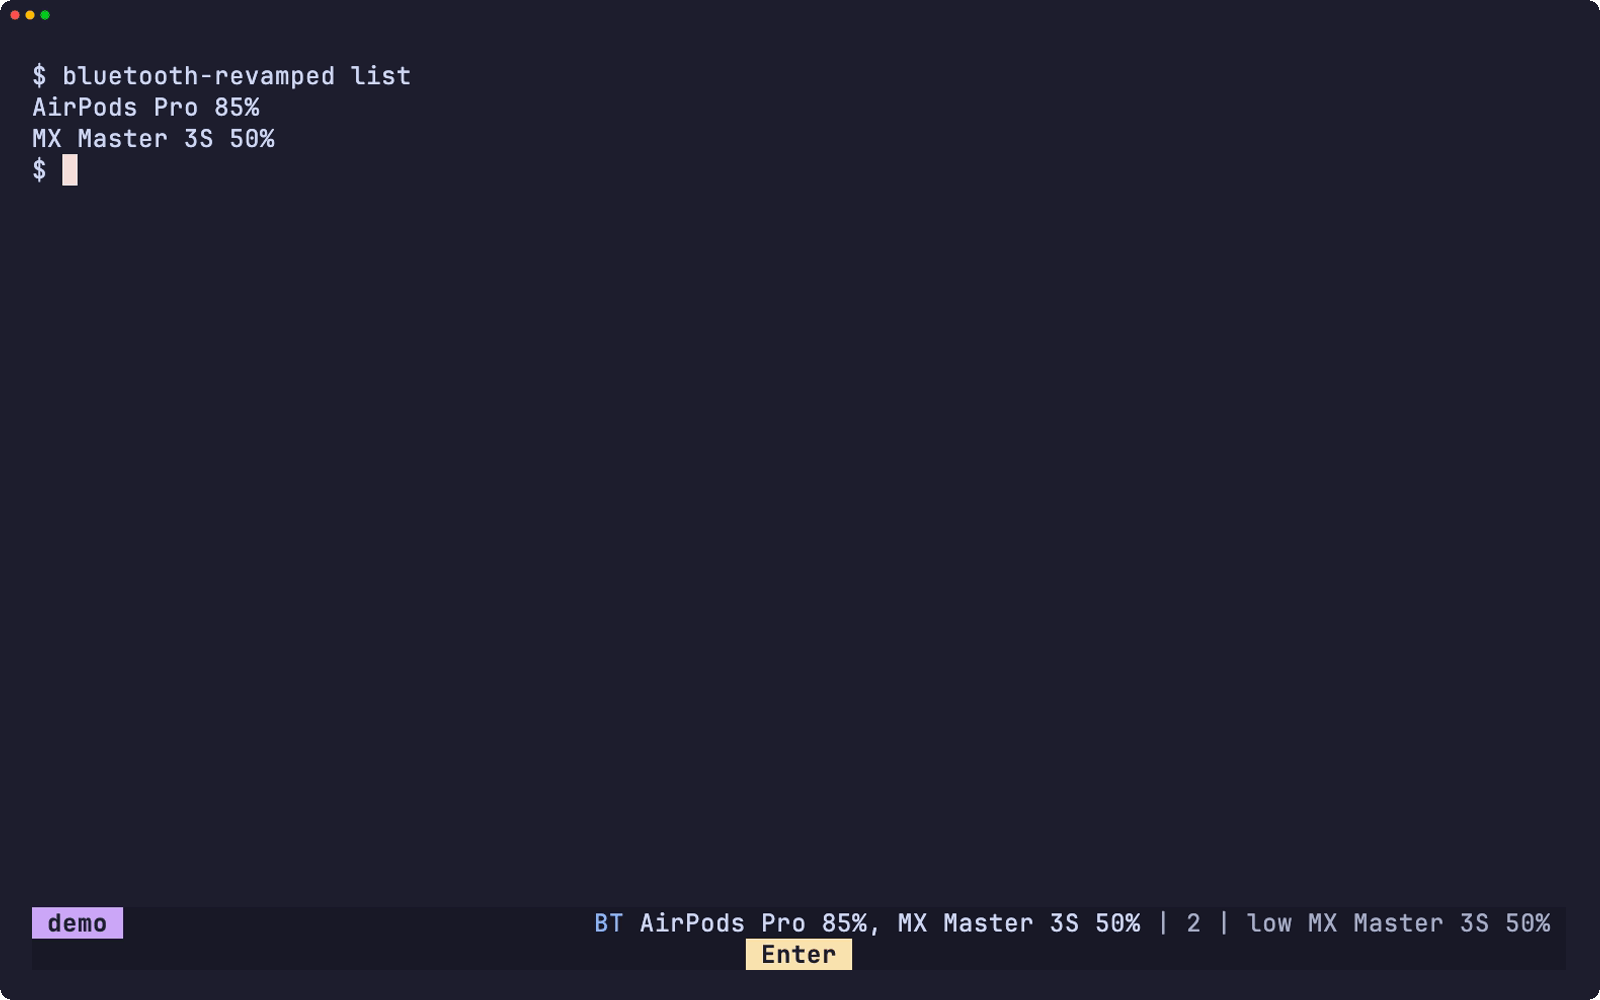 $ bluetooth-revamped list
AirPods Pro 85%
MX Master 3S 50%
$
demo BT AirPods Pro 85%, MX Master 3S 50% | 2 | low MX Master 3S 50%
Enter